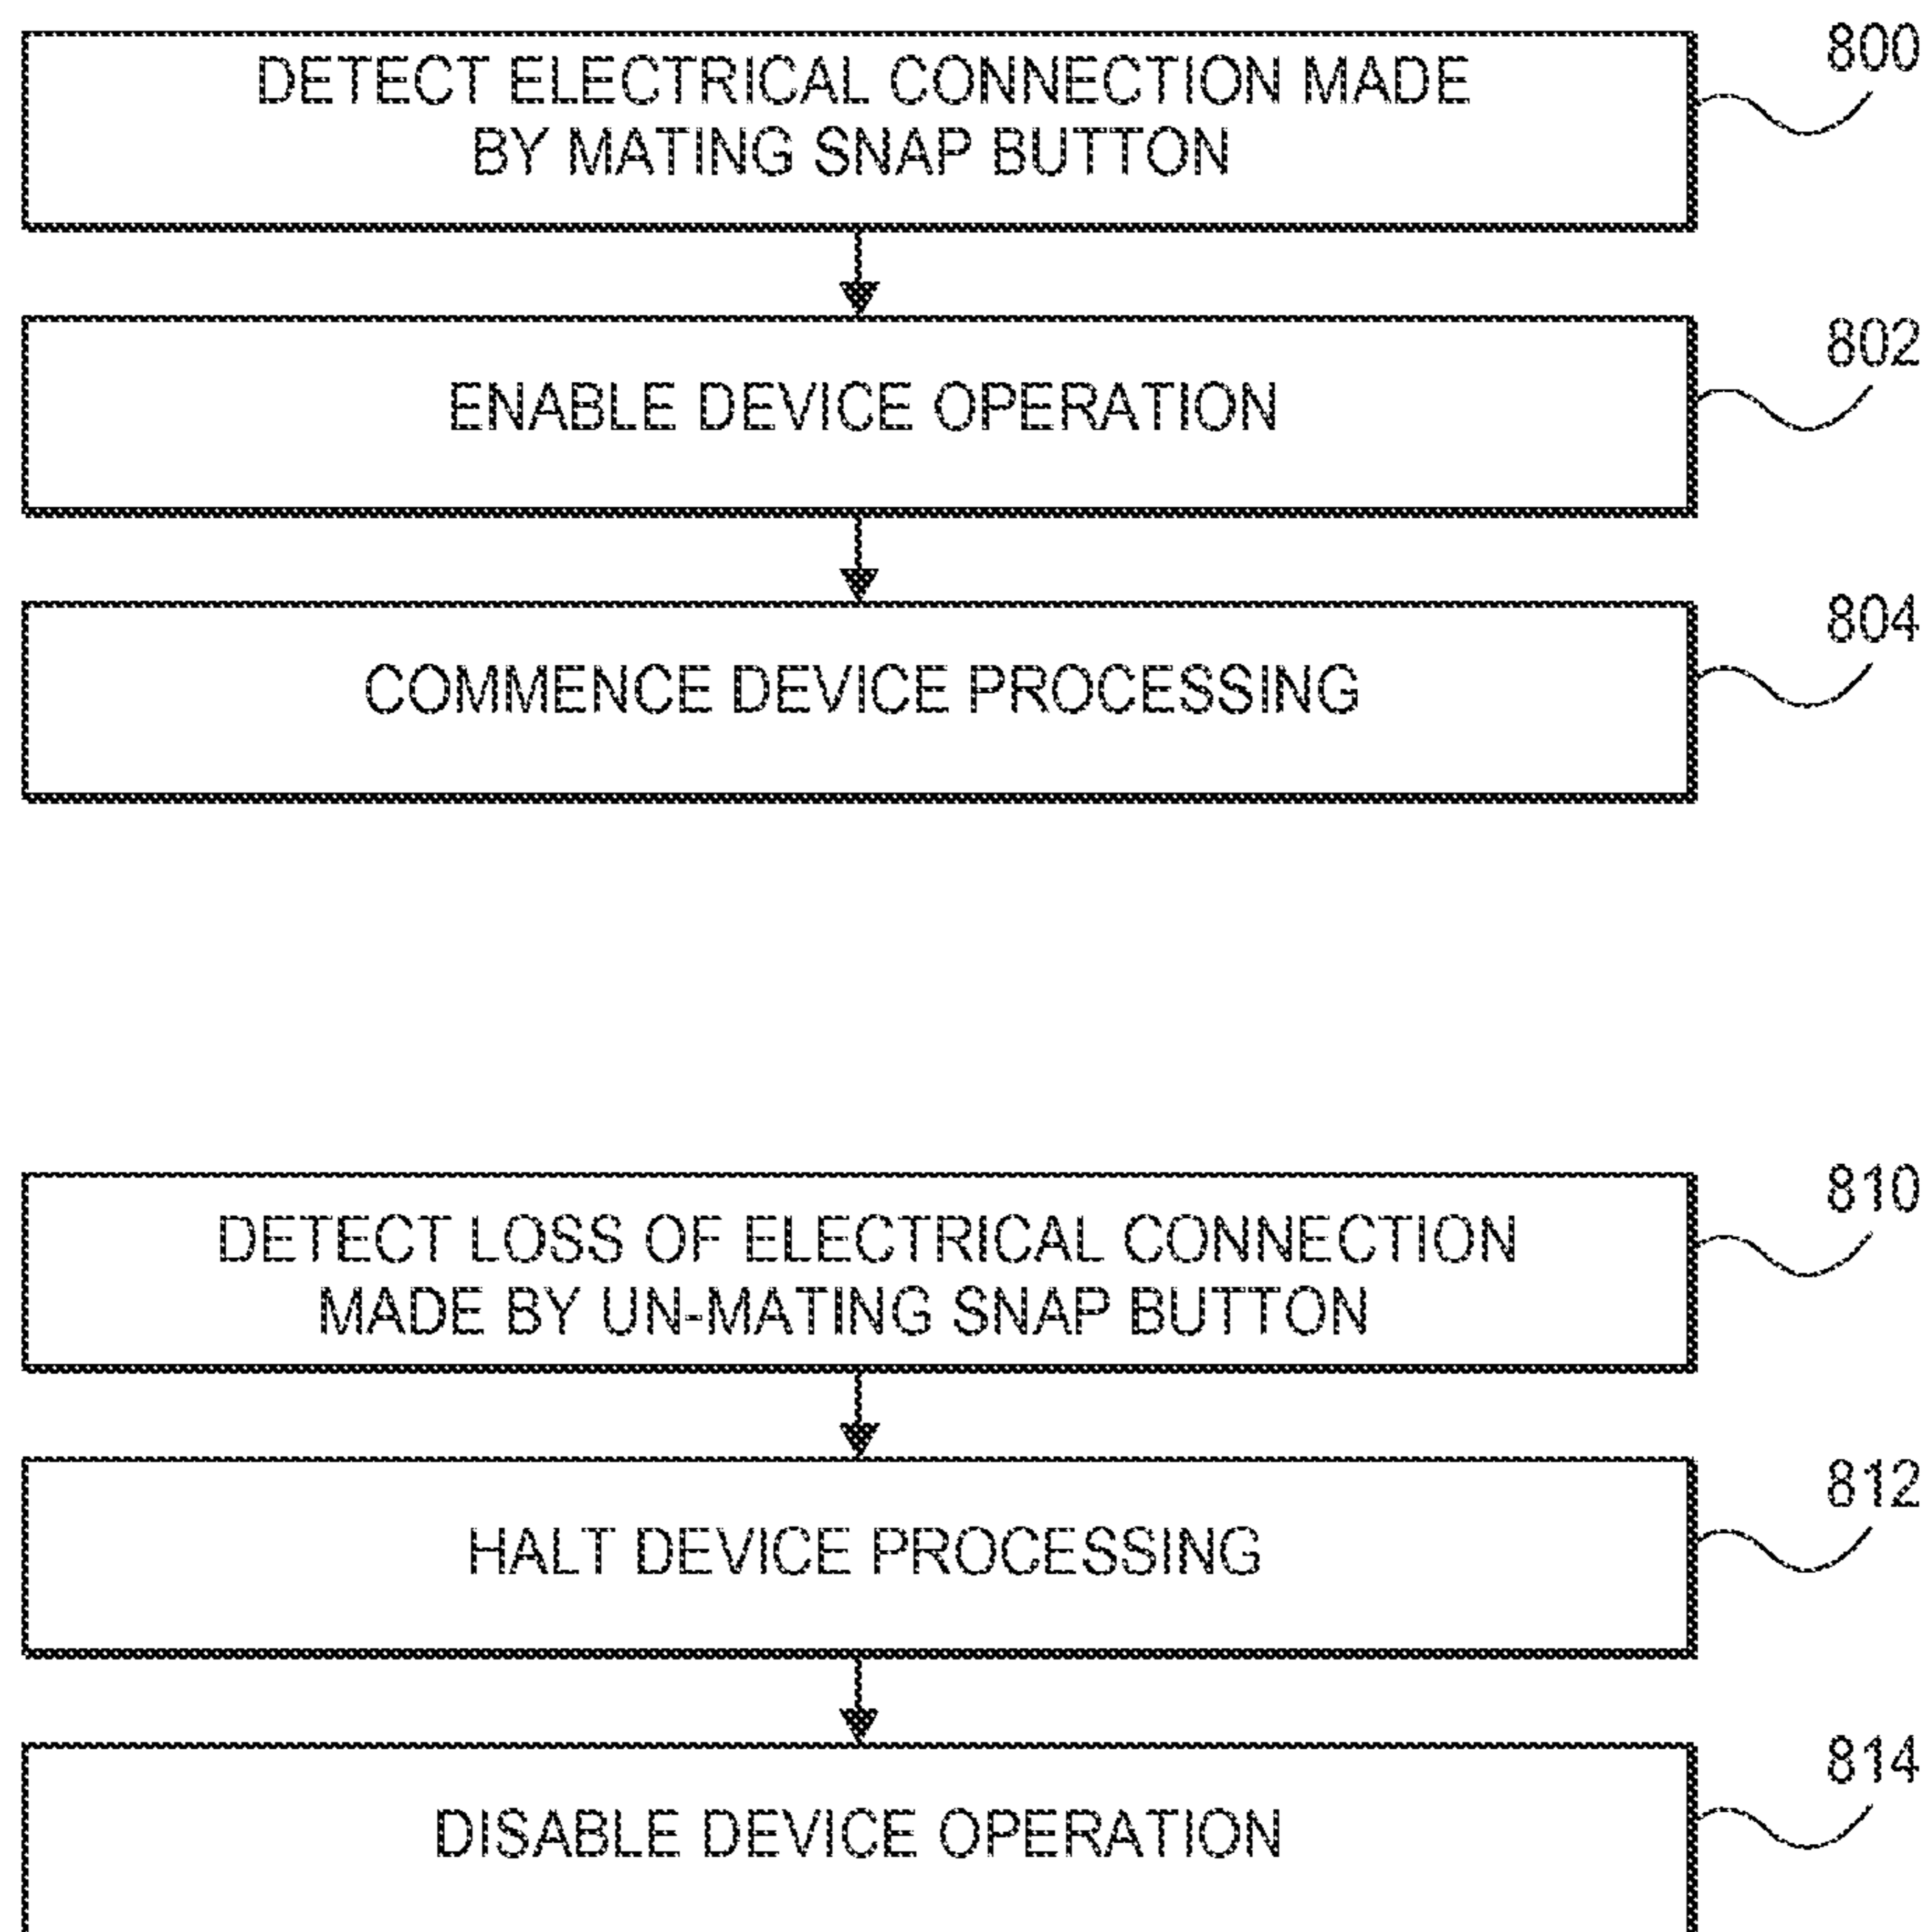 DETECT ELECTRICAL CONNECTION MADE
BY MATING SNAP BUTTON
800
ENABLE DEVICE OPERATION
802
COMMENCE DEVICE PROCESSING
804
DETECT LOSS OF ELECTRICAL CONNECTION
MADE BY UN-MATING SNAP BUTTON
810
HALT DEVICE PROCESSING
812
DISABLE DEVICE OPERATION
814